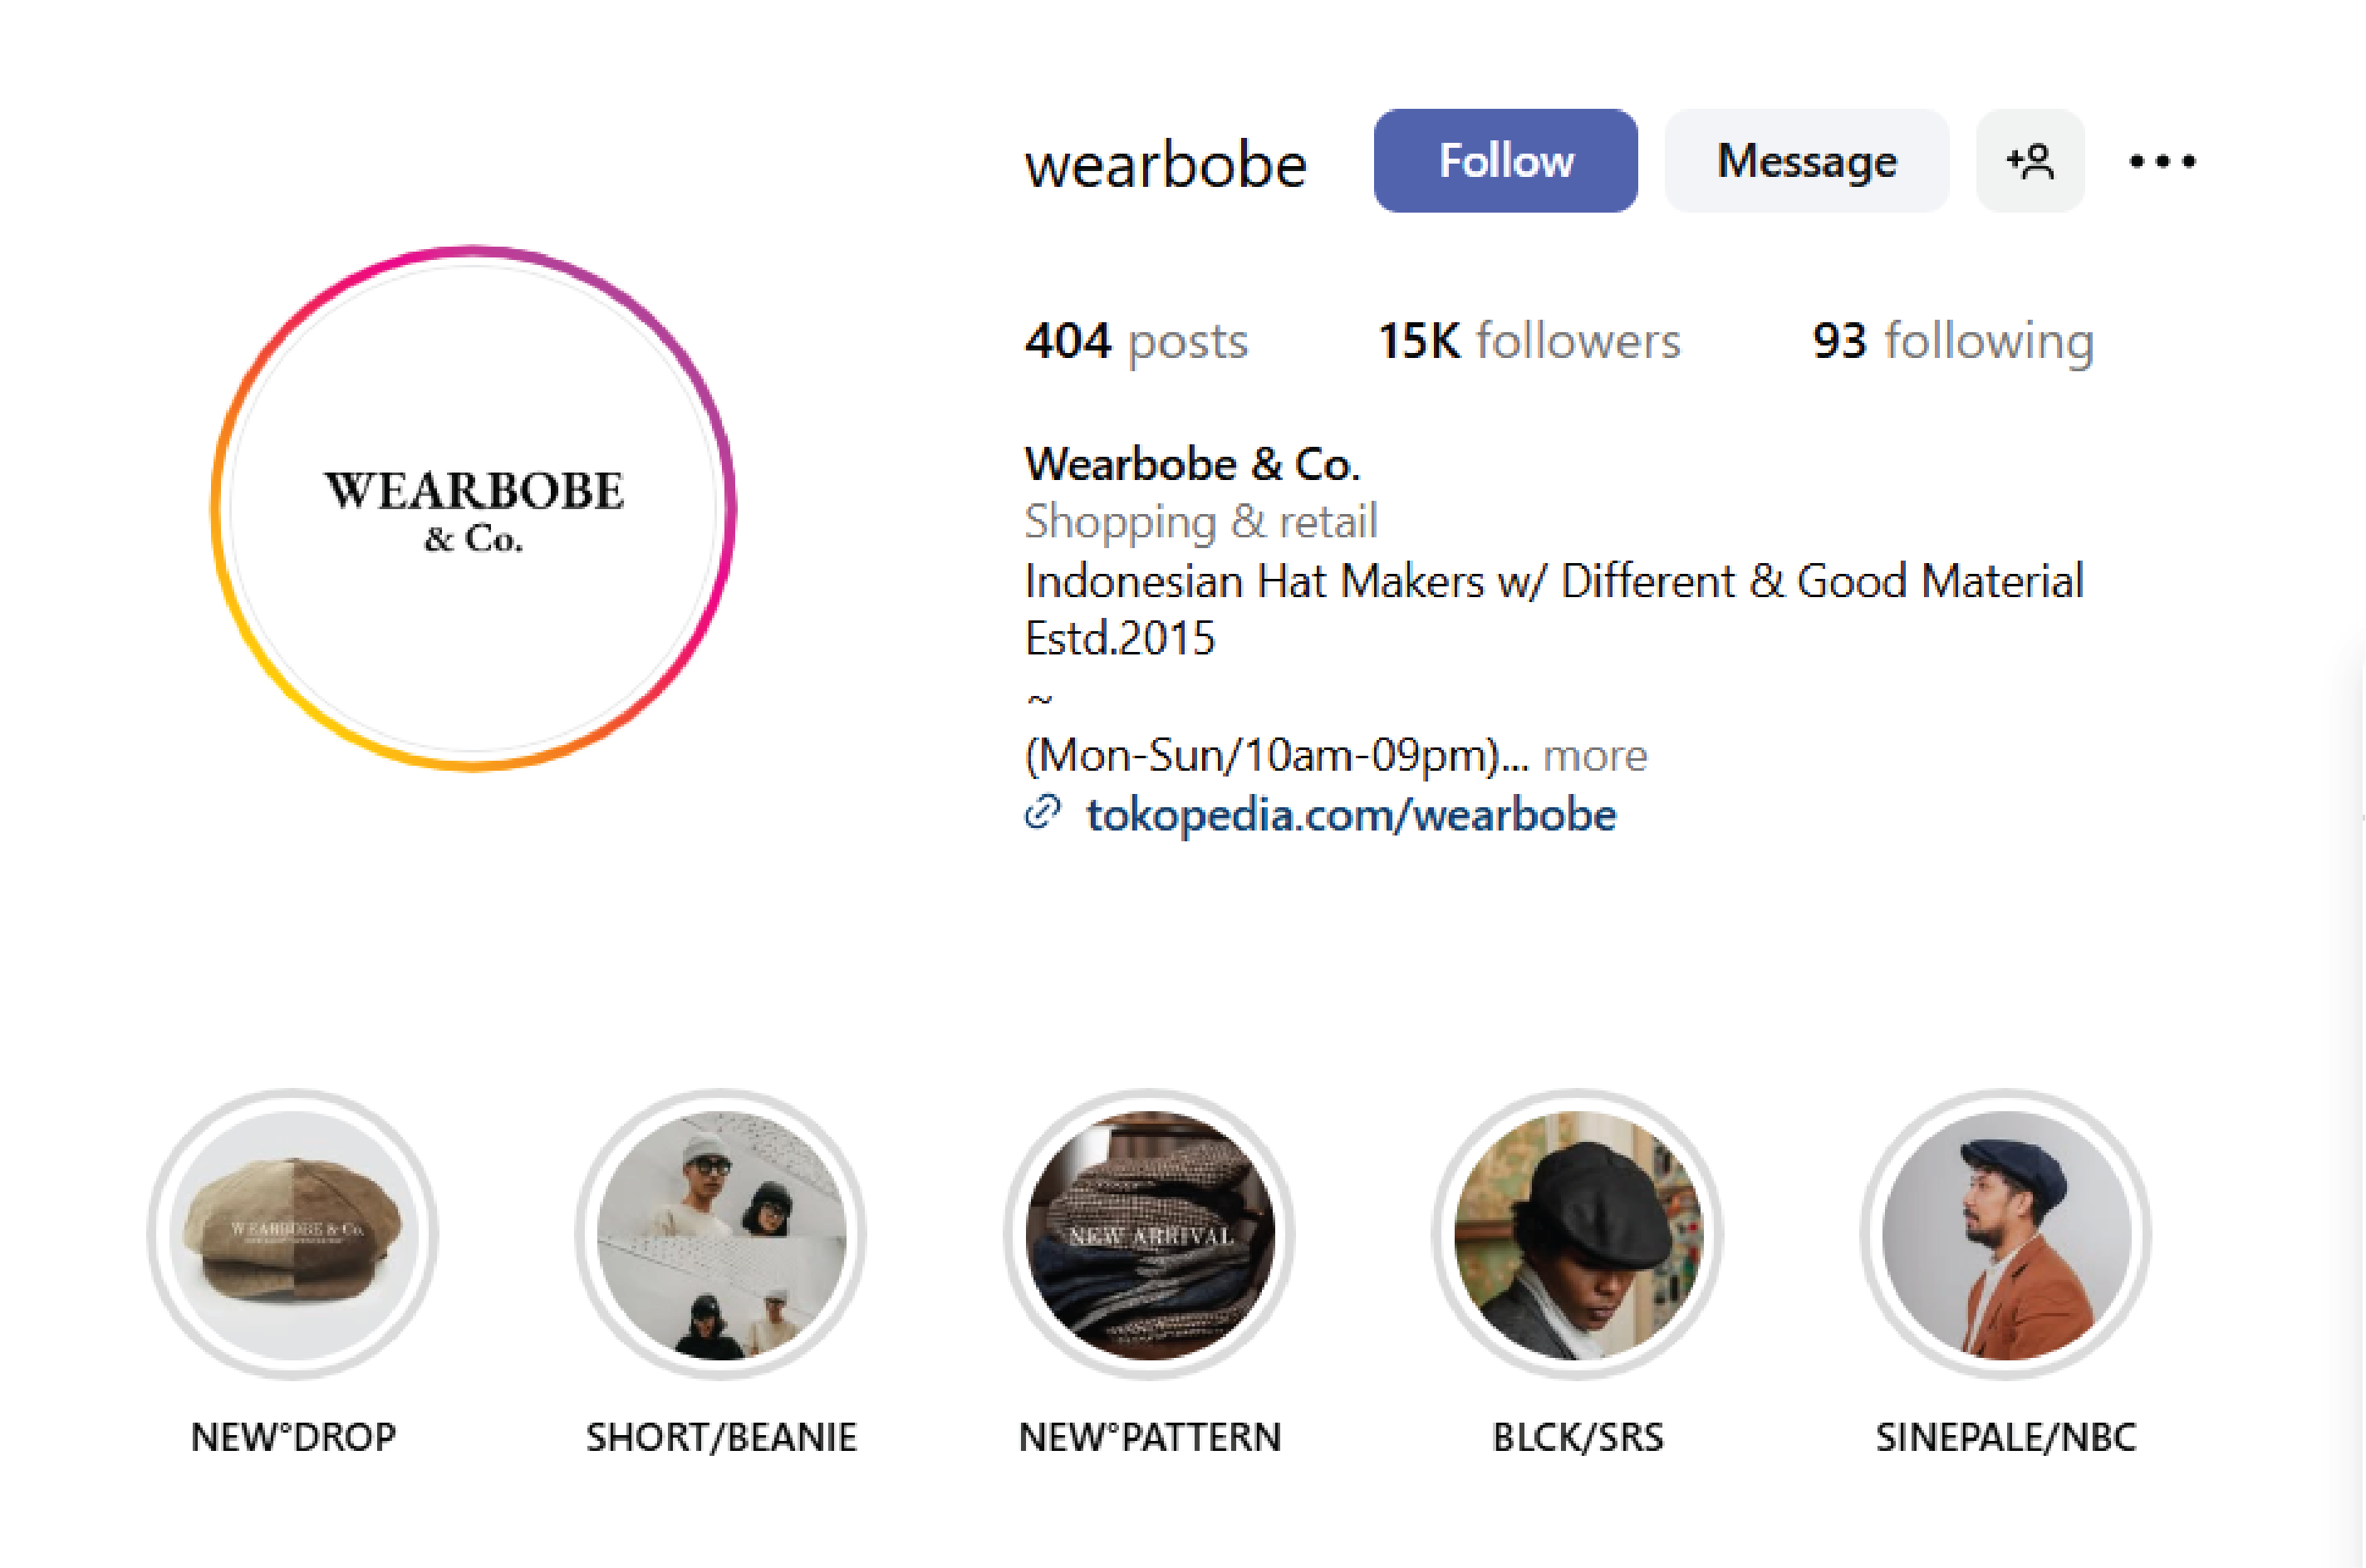 wearbobe Follow Message
404 posts 15K followers 93 following
WEARBOBE
& Co.
Wearbobe & Co.
Shopping & retail
Indonesian Hat Makers w/ Different & Good Material
Estd.2015
~
(Mon-Sun/10am-09pm)... more
tokopedia.com/wearbobe
WEARBOBE & Co.
NEW ARRIVAL
NEW°DROP
SHORT/BEANIE
NEW°PATTERN
BLCK/SRS
SINEPALE/NBC